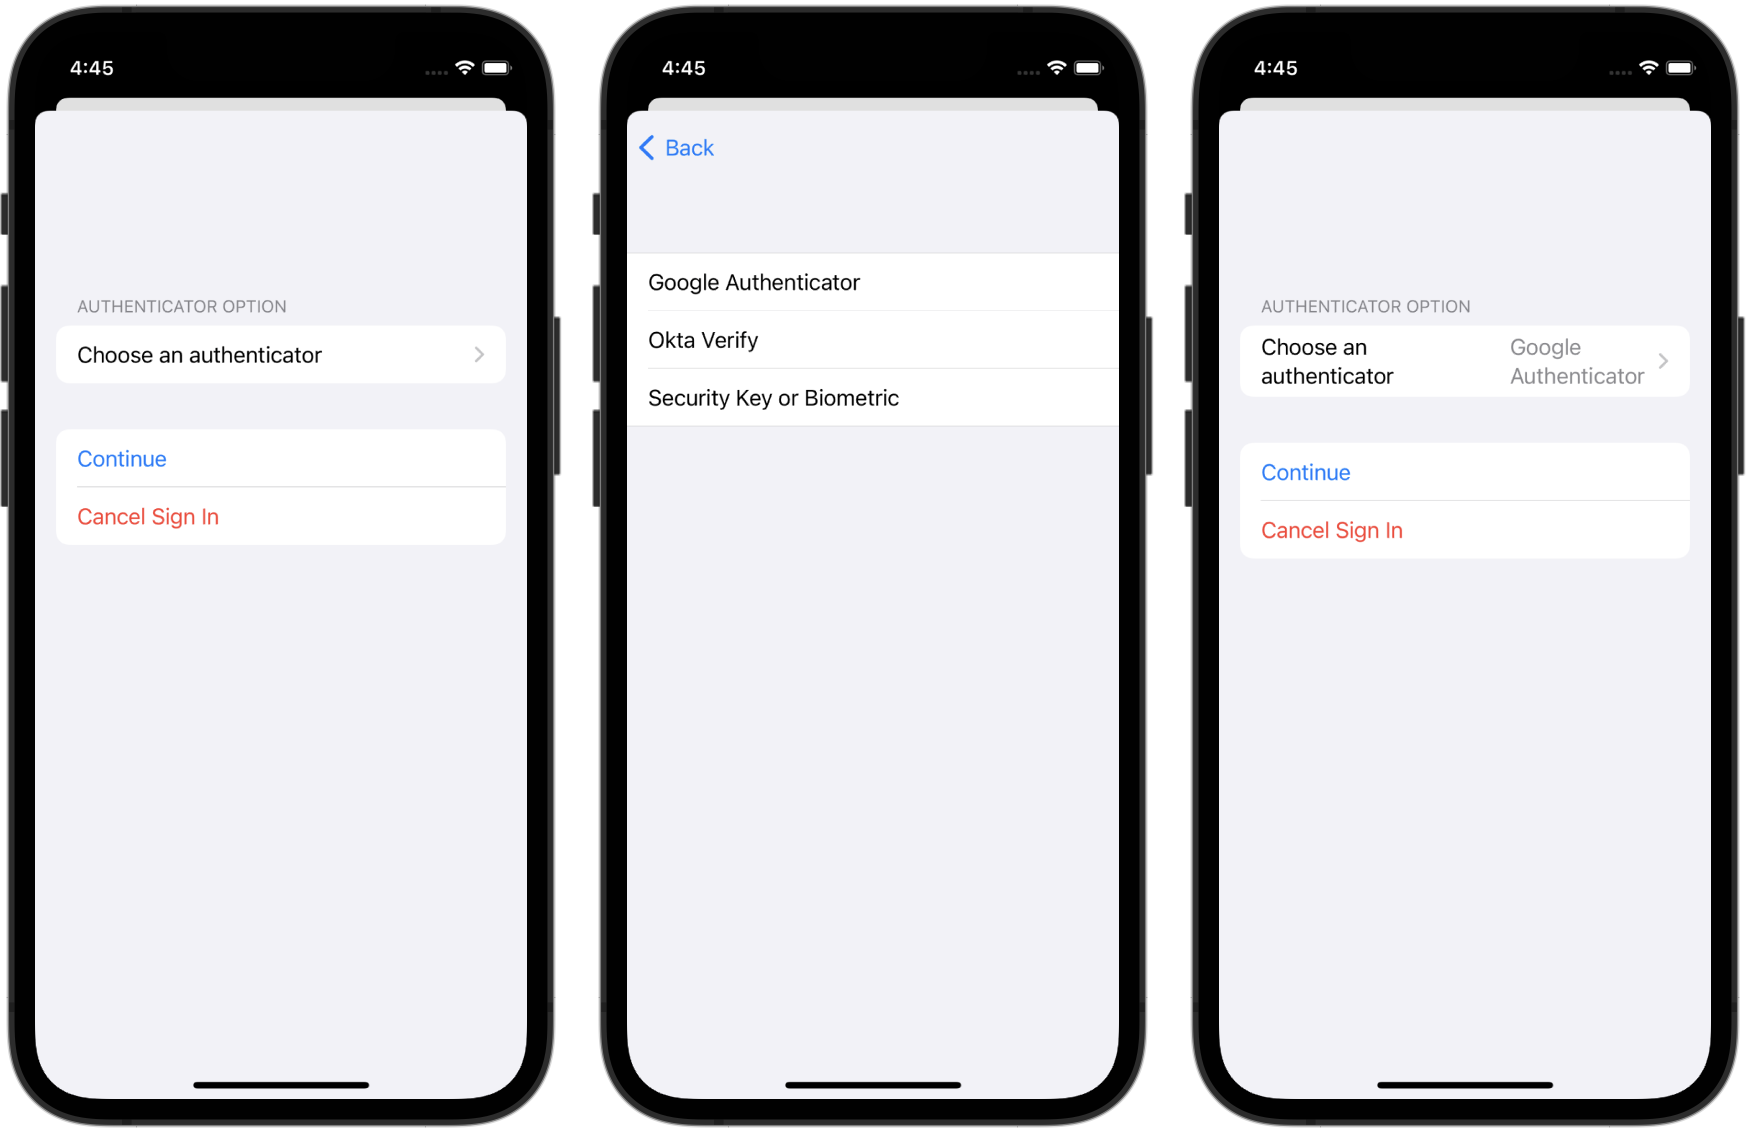 4:45
AUTHENTICATOR OPTION
Choose an authenticator
Continue
Cancel Sign In
4:45
Back
Google Authenticator
Okta Verify
Security Key or Biometric
4:45
AUTHENTICATOR OPTION
Choose an
authenticator
Google
Authenticator
Continue
Cancel Sign In